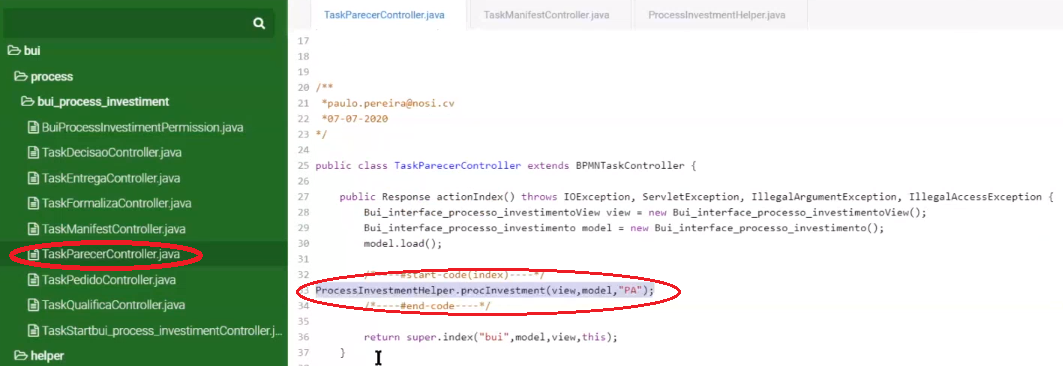 bui
process
bui_process_investiment
BuiProcessInvestimentPermission.java
TaskDecisaoController.java
TaskEntregaController.java
TaskFormalizaController.java
TaskManifestController.java
TaskParecerController.java
TaskPedidoController.java
TaskQualificaController.java
TaskStartbui_process_investimentController.j...
helper
TaskParecerController.java TaskManifestController.java ProcessInvestmentHelper.java
17
18
19
20 /**
21 *paulo.pereira@nosi.cv
22 *07-07-2020
23 */
24
25 public class TaskParecerController extends BPMNTaskController {
26
27 public Response actionIndex() throws IOException, ServletException, IllegalArgumentException, IllegalAccessException {
28 Bui_interface_processo_investimentoView view = new Bui_interface_processo_investimentoView();
29 Bui_interface_processo_investimento model = new Bui_interface_processo_investimento();
30 model.load();
31
32 /*----#start-code(index)----*/
33 ProcessInvestmentHelper.procInvestment(view,model,"PA");
34 /*----#end-code----*/
35
36 return super.index("bui",model,view,this);
37 }